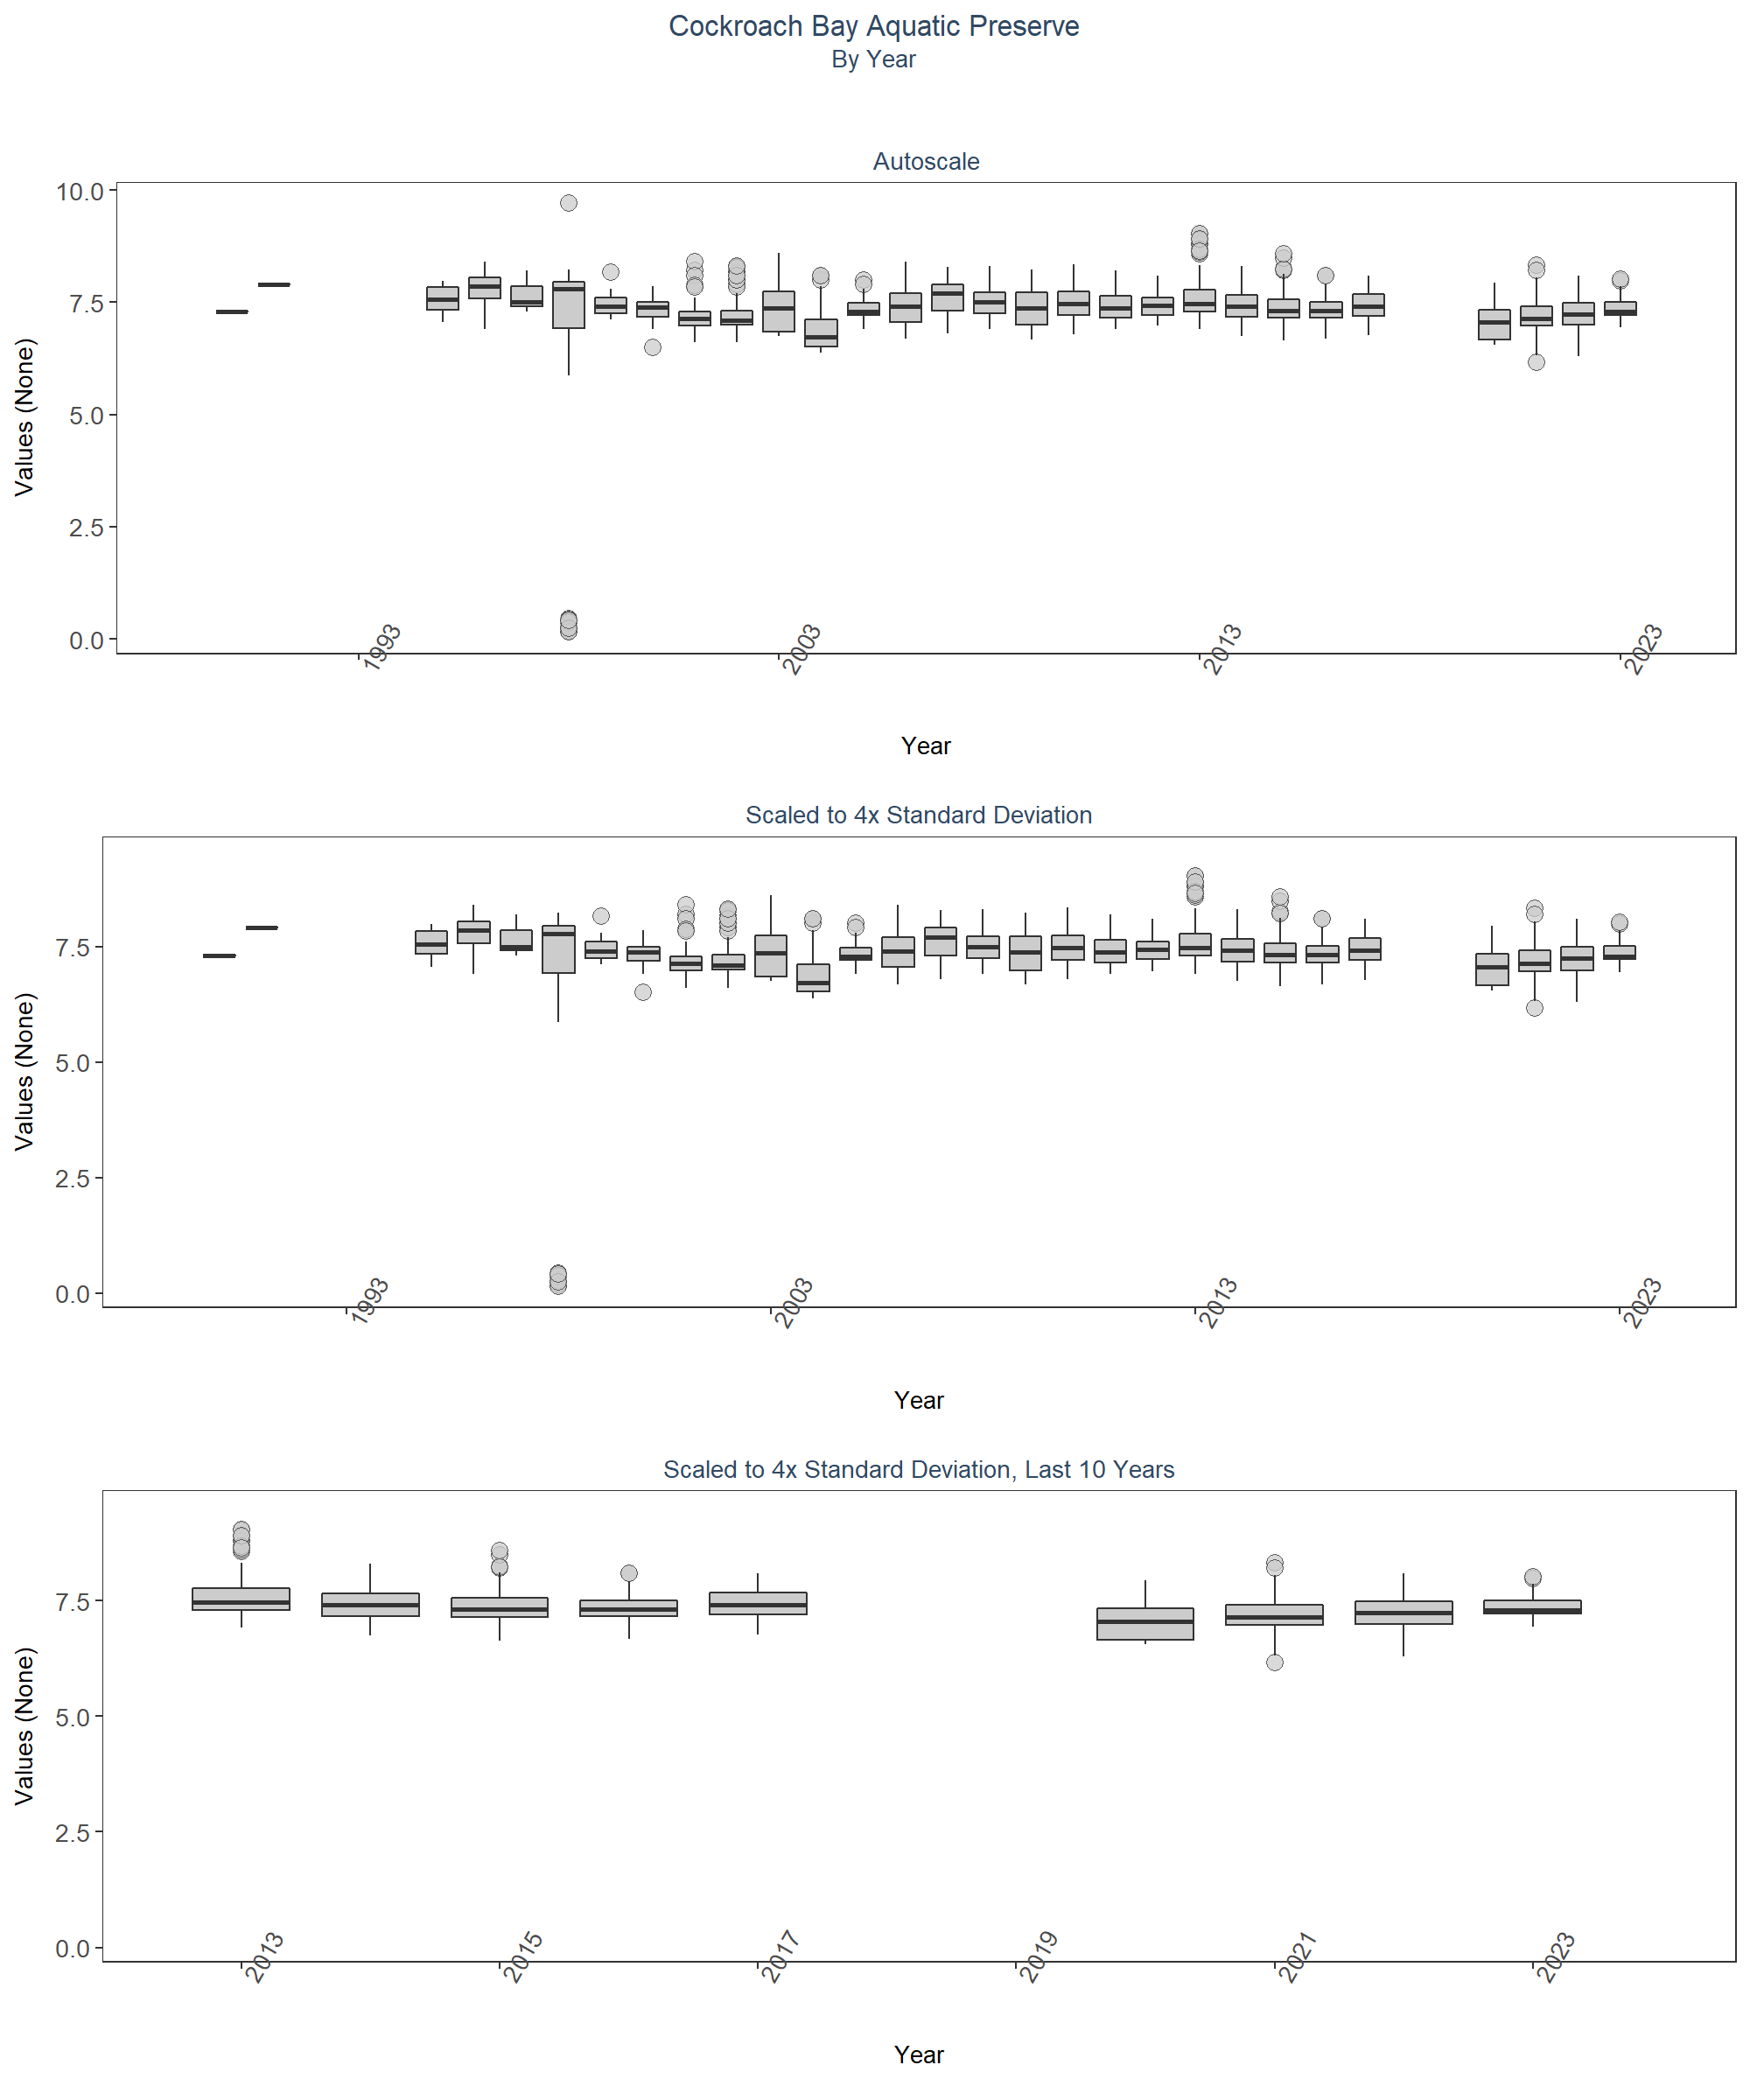 Cockroach Bay Aquatic Preserve
By Year
Autoscale
Values (None)
10.0
7.5
5.0
2.5
0.0
1993 2003 2013 2023
Year
Scaled to 4x Standard Deviation
Values (None)
7.5
5.0
2.5
0.0
1993 2003 2013 2023
Year
Scaled to 4x Standard Deviation, Last 10 Years
Values (None)
7.5
5.0
2.5
0.0
2013 2015 2017 2019 2021 2023
Year